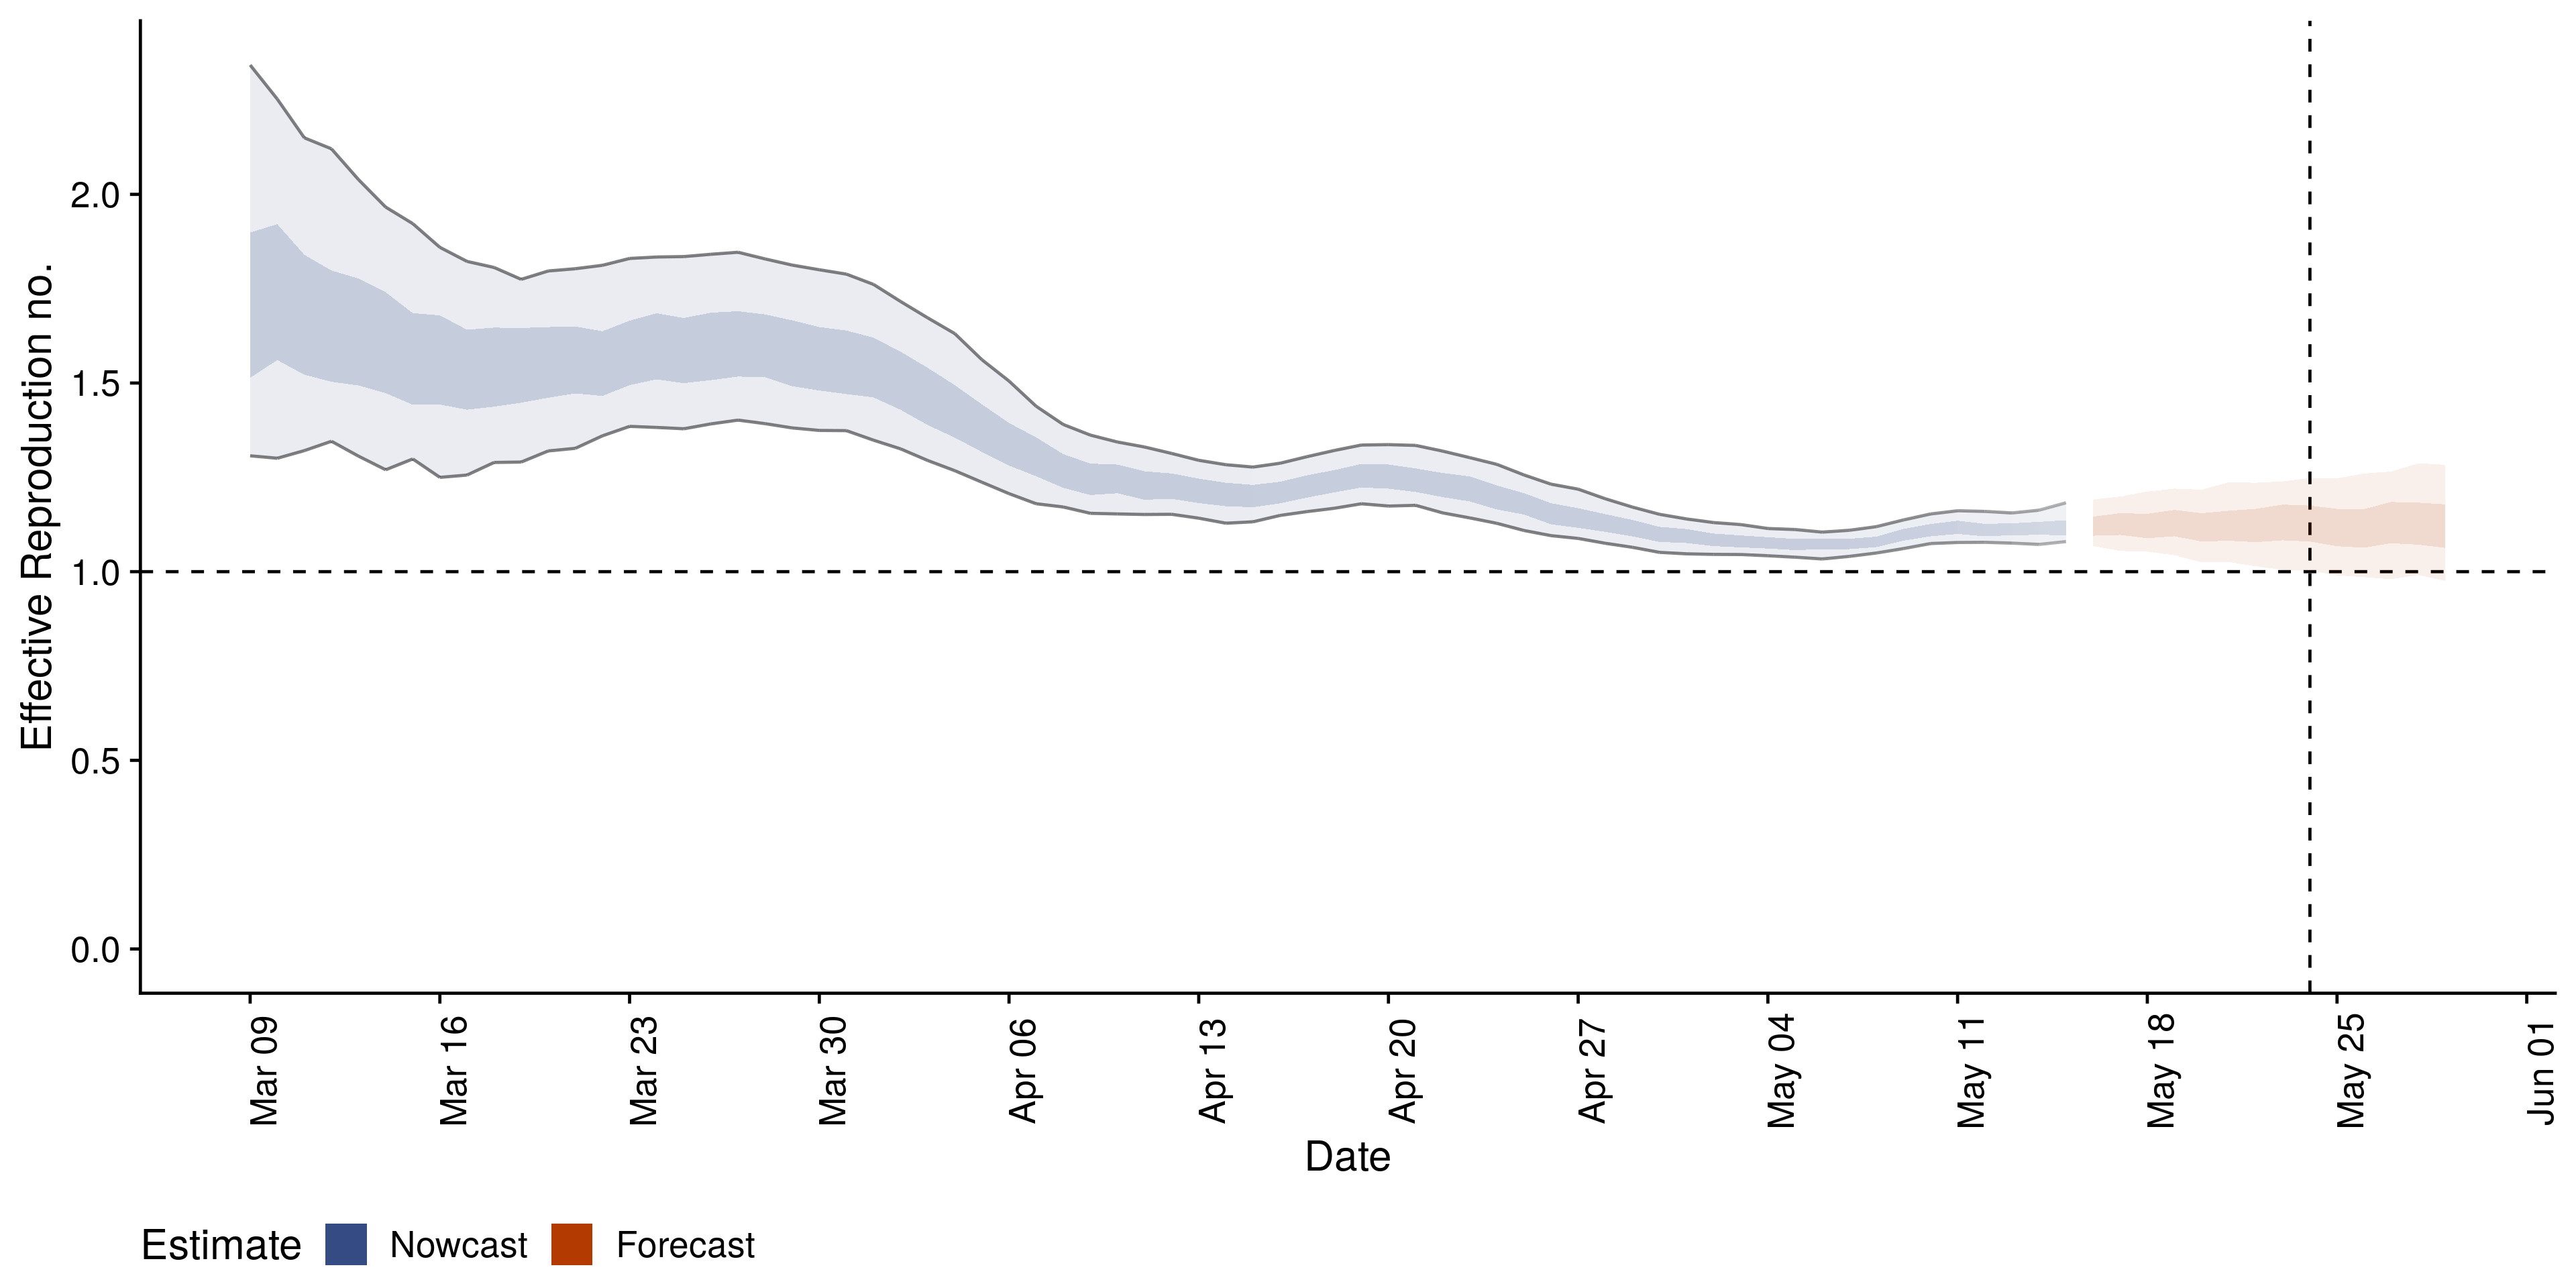 Effective Reproduction no.
2.0
1.5
1.0
0.5
0.0
Mar 09
Mar 16
Mar 23
Mar 30
Apr 06
Apr 13
Apr 20
Apr 27
May 04
May 11
May 18
May 25
Jun 01
Date
Estimate Nowcast Forecast